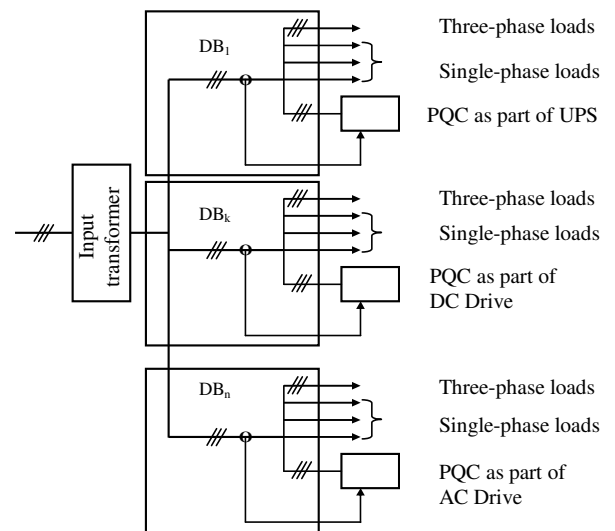 Three-phase loads
DB1
Single-phase loads
PQC as part of UPS
Input
transformer
Three-phase loads
DBk
Single-phase loads
PQC as part of
DC Drive
Three-phase loads
DBn
Single-phase loads
PQC as part of
AC Drive